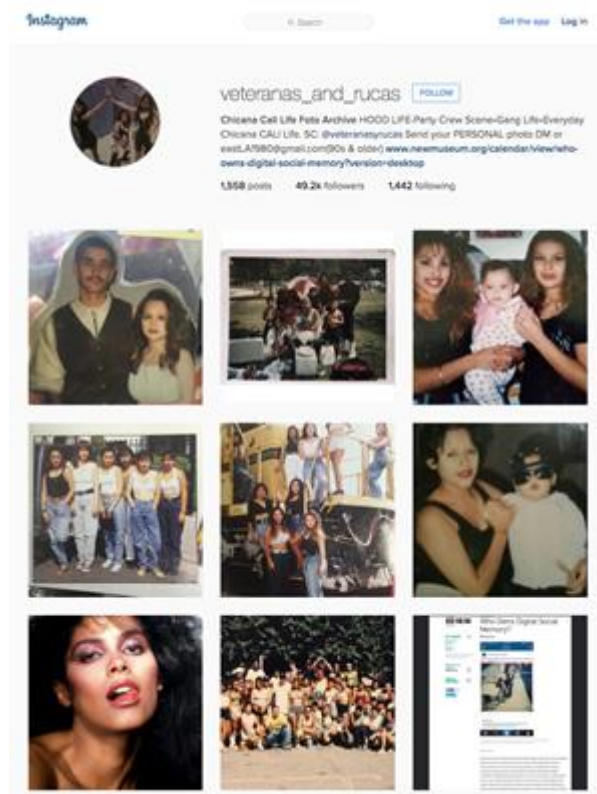 Instagram
Search
Get the app Log in
veteranas_and_rucas FOLLOW
Chicana Cali Life Foto Archive HOOD LIFE-Party Crew Scene-Gang Life-Everyday
Chicana CALI Life. SC: @veteranasyrucas Send your PERSONAL photo DM or
eastLA1980@gmail.com(90s & older) www.newmuseum.org/calendar/view/who-
owns-digital-social-memory?version=desktop
1,558 posts 49.2k followers 1,442 following
Who Owns Digital Social
Memory?